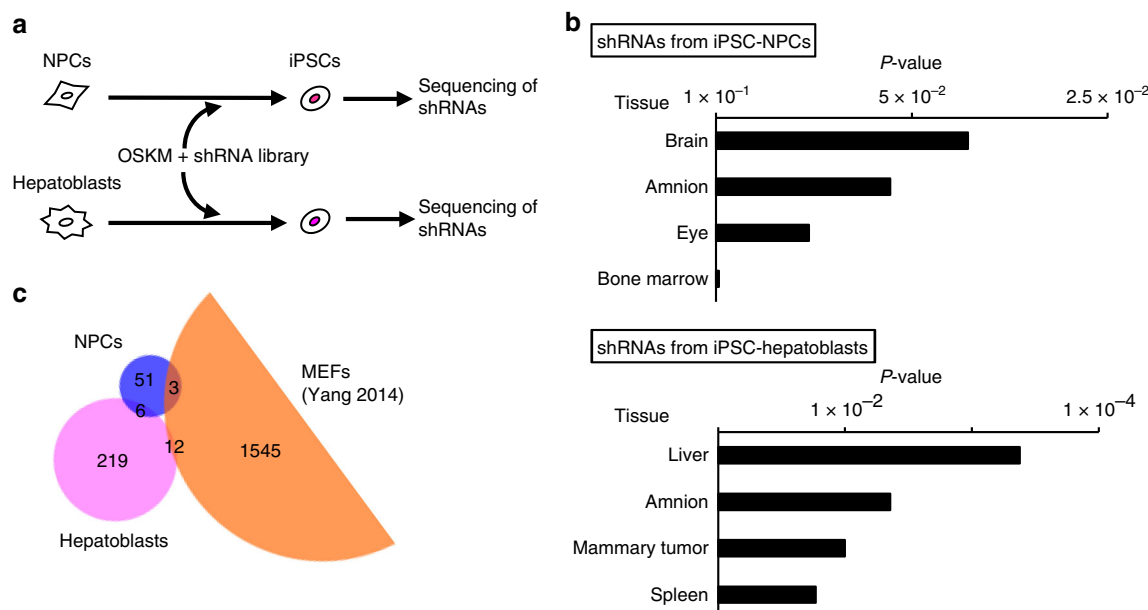 a
NPCs
iPSCs
Sequencing of
shRNAs
OSKM + shRNA library
Hepatoblasts
Sequencing of
shRNAs
b
shRNAs from iPSC-NPCs
P-value
Tissue
1 × 10⁻¹
5 × 10⁻²
2.5 × 10⁻²
Brain
Amnion
Eye
Bone marrow
shRNAs from iPSC-hepatoblasts
P-value
Tissue
1 × 10⁻²
1 × 10⁻⁴
Liver
Amnion
Mammary tumor
Spleen
c
NPCs
51
3
MEFs
(Yang 2014)
6
12
1545
219
Hepatoblasts